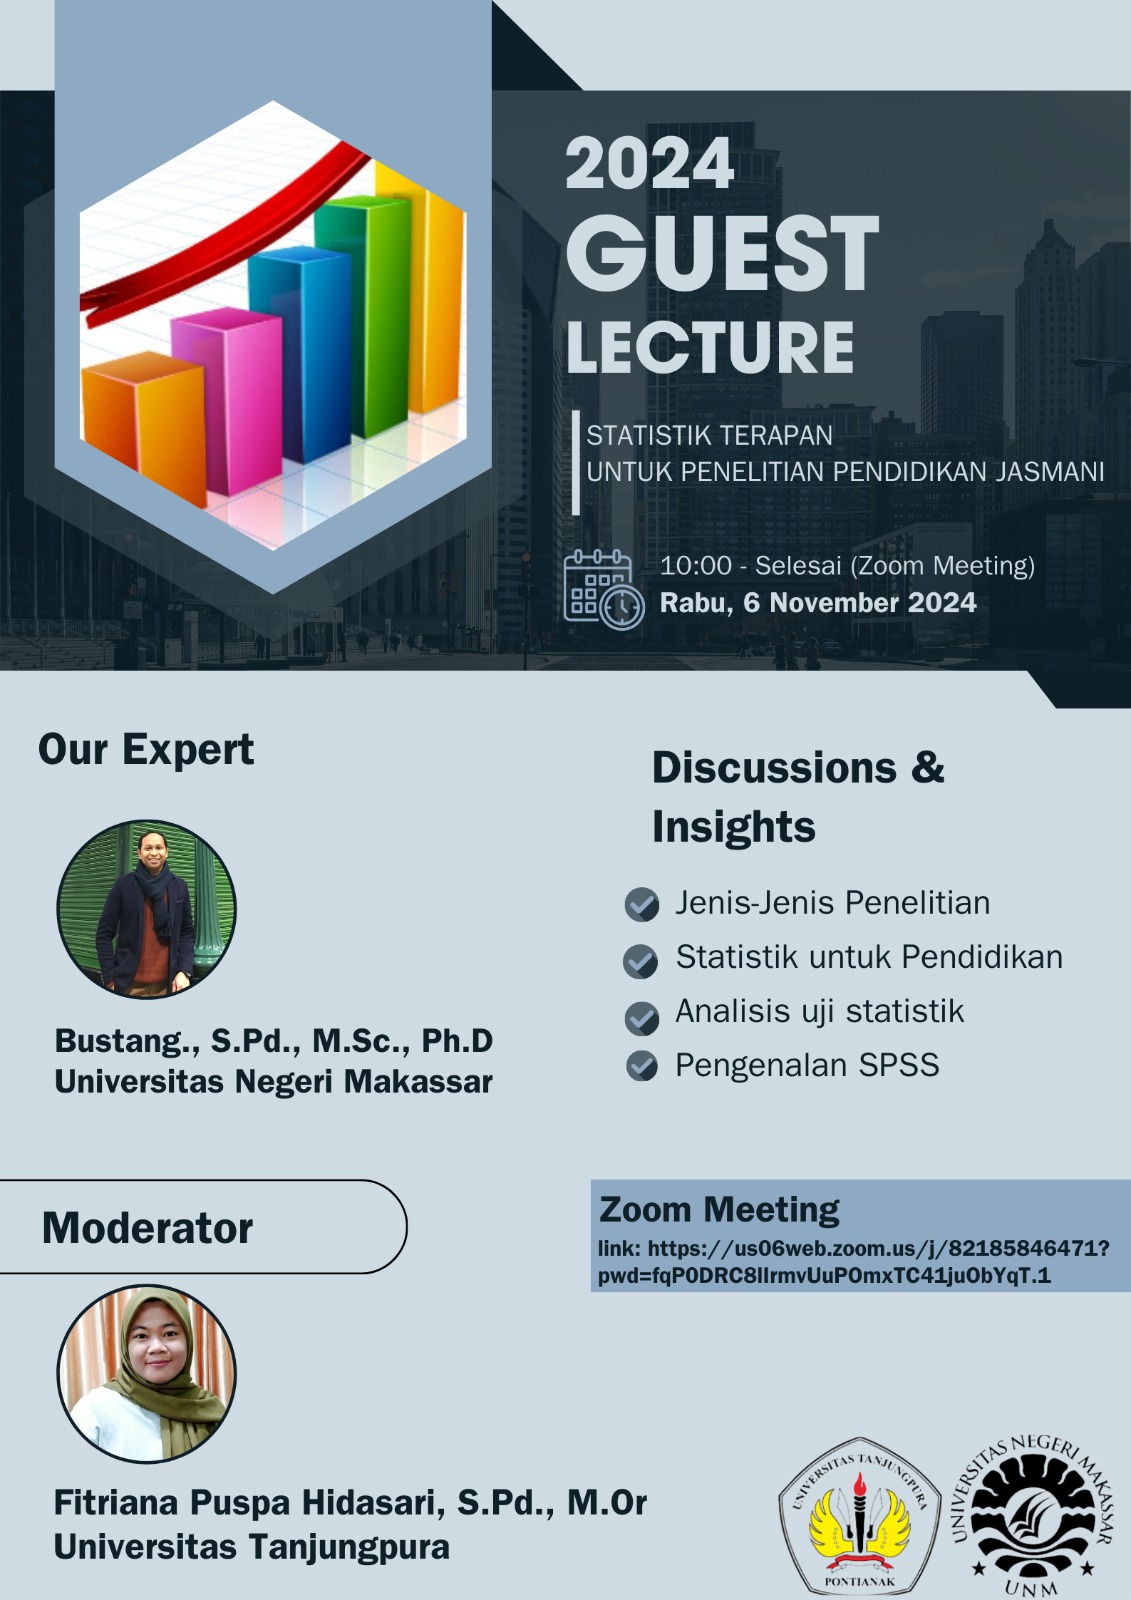 2024
GUEST
LECTURE
STATISTIK TERAPAN
UNTUK PENELITIAN PENDIDIKAN JASMANI
10:00 - Selesai (Zoom Meeting)
Rabu, 6 November 2024
Our Expert
Bustang., S.Pd., M.Sc., Ph.D
Universitas Negeri Makassar
Discussions &
Insights
Jenis-Jenis Penelitian
Statistik untuk Pendidikan
Analisis uji statistik
Pengenalan SPSS
Moderator
Fitriana Puspa Hidasari, S.Pd., M.Or
Universitas Tanjungpura
Zoom Meeting
link: https://us06web.zoom.us/j/82185846471?
pwd=fqP0DRC8lIrmvUuPOmxTC41juObYqT.1
UNIVERSITAS TANJUNGPURA
PONTIANAK
UNIVERSITAS NEGERI MAKASSAR
UNM